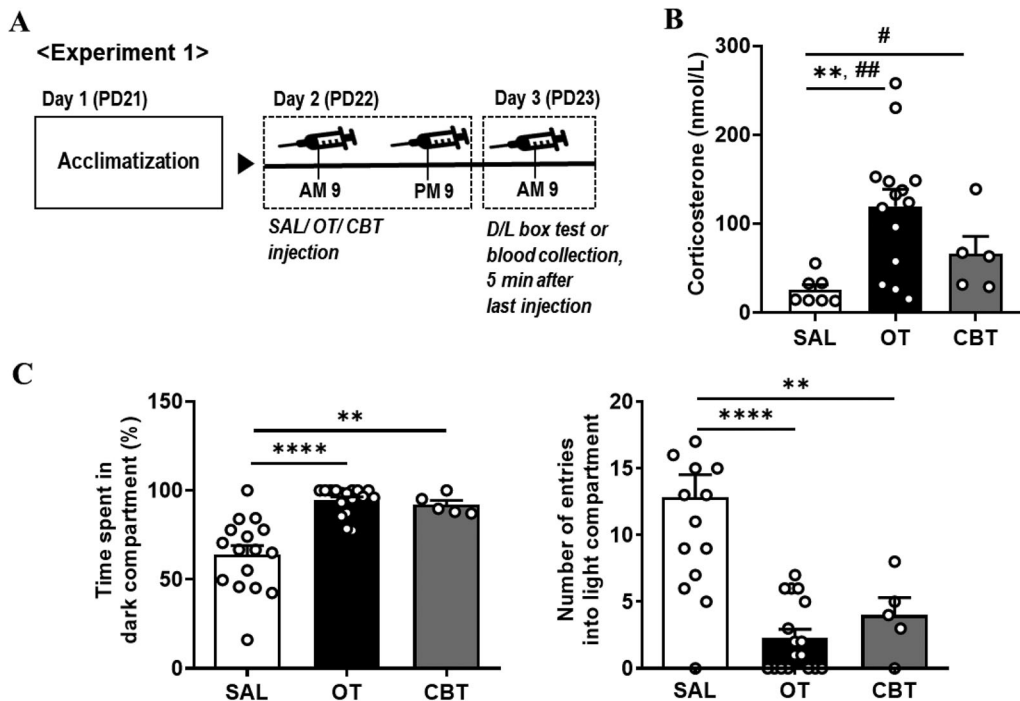 A
<Experiment 1>
Day 1 (PD21)
Day 2 (PD22)
Day 3 (PD23)
Acclimatization
AM 9
PM 9
AM 9
SAL/ OT/ CBT
injection
D/L box test or
blood collection,
5 min after
last injection
B
Corticosterone (nmol/L)
300
200
100
0
#
**, ##
SAL
OT
CBT
C
Time spent in
dark compartment (%)
150
100
50
0
**
****
SAL
OT
CBT
Number of entries
into light compartment
20
15
10
5
0
**
****
SAL
OT
CBT